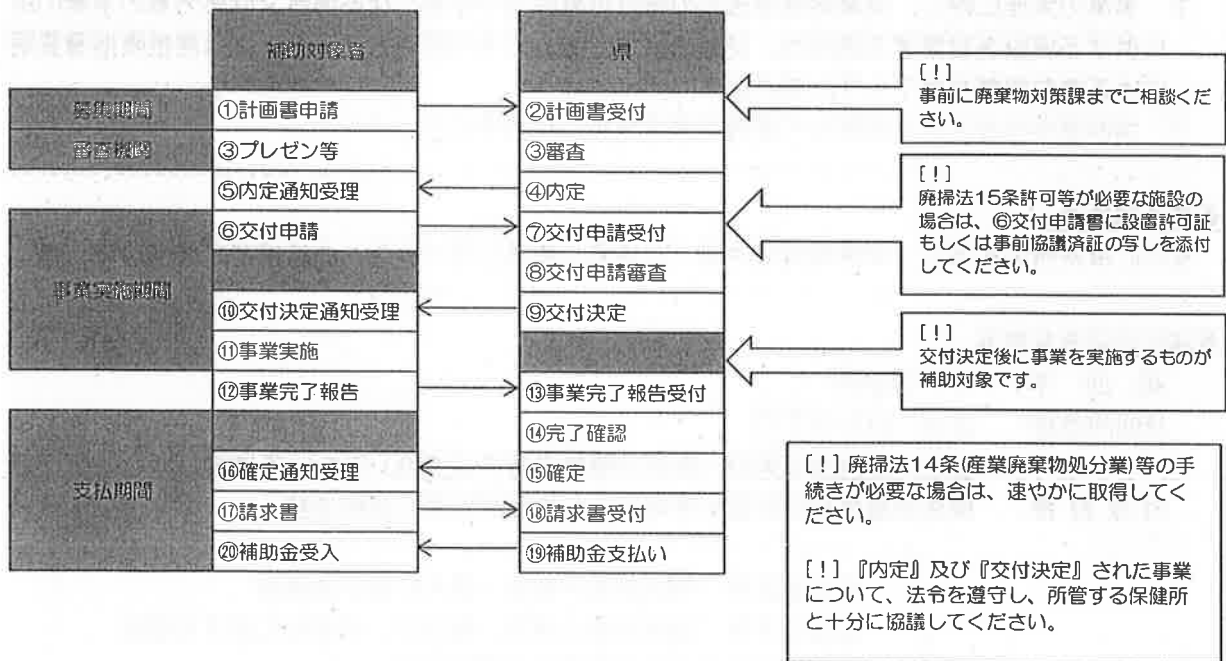 補助対象者
県
募集期間
①計画書申請
②計画書受付
審査機関
③プレゼン等
③審査
⑤内定通知受理
④内定
事業実施期間
⑥交付申請
⑦交付申請受付
⑧交付申請審査
⑩交付決定通知受理
⑨交付決定
⑪事業実施
⑫事業完了報告
⑬事業完了報告受付
支払期間
⑭完了確認
⑯確定通知受理
⑮確定
⑰請求書
⑱請求書受付
⑳補助金受入
⑲補助金支払い
[!]
事前に廃棄物対策課までご相談くだ
さい。
[!]
廃掃法15条許可等が必要な施設の
場合は、⑥交付申請書に設置許可証
もしくは事前協議済証の写しを添付
してください。
[!]
交付決定後に事業を実施するものが
補助対象です。
[!] 廃掃法14条(産業廃棄物処分業)等の手
続きが必要な場合は、速やかに取得してく
ださい。
[!] 『内定』及び『交付決定』された事業
について、法令を遵守し、所管する保健所
と十分に協議してください。